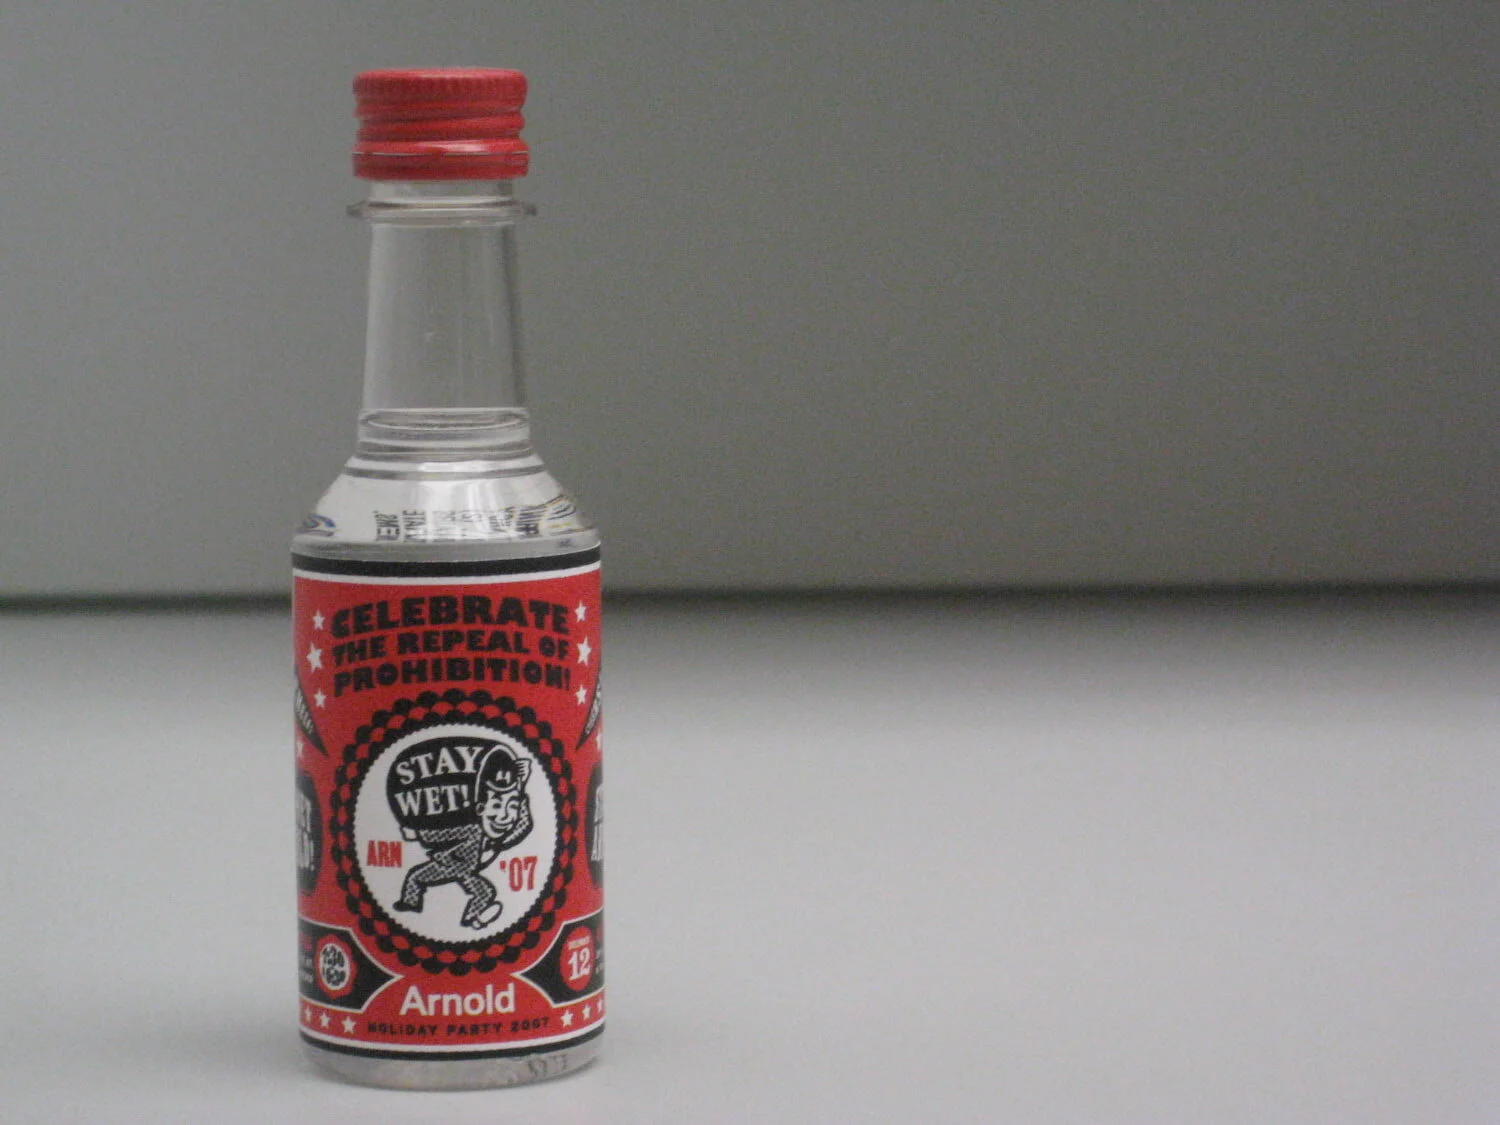 CELEBRATE
THE REPEAL OF
PROHIBITION!
STAY
WET!
ARN
'07
12
Arnold
HOLIDAY PARTY 2007